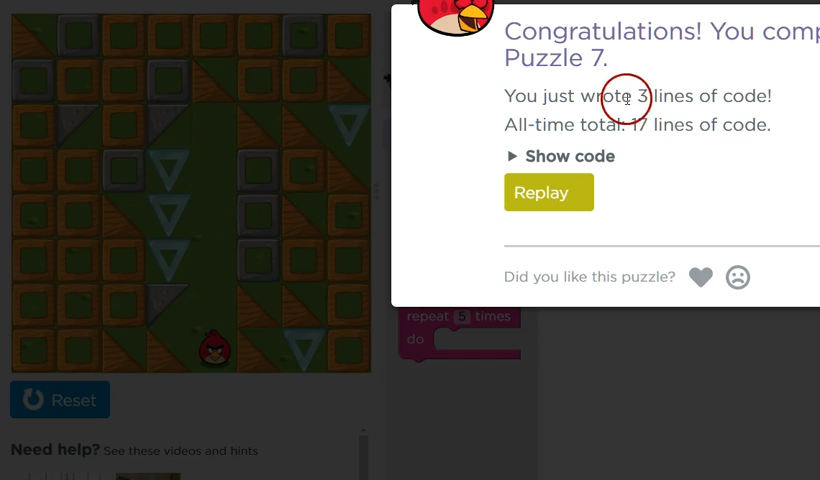 Congratulations! You comp
Puzzle 7.
You just wrote 3 lines of code!
All-time total: 17 lines of code.
Show code
Replay
Did you like this puzzle?
repeat 5 times
do
Reset
Need help? See these videos and hints